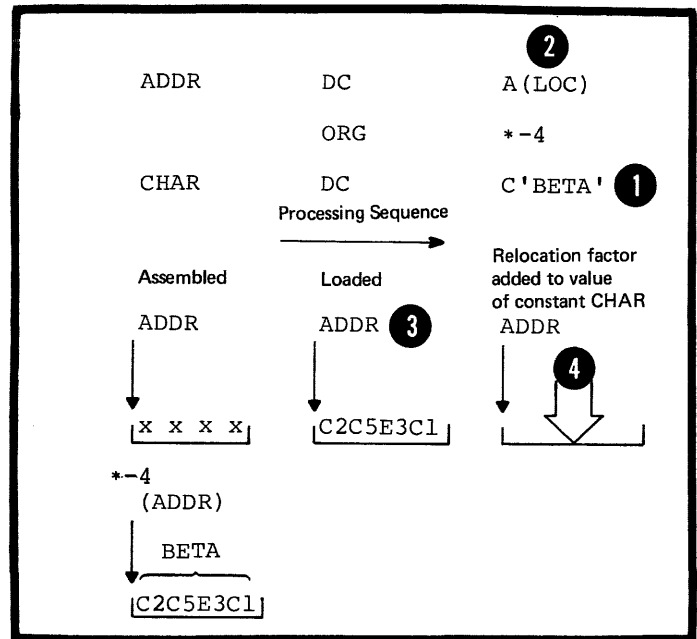 2
ADDR DC A(LOC)
ORG *-4
CHAR DC C'BETA' 1
Processing Sequence
Assembled Loaded Relocation factor
added to value
of constant CHAR
ADDR ADDR 3 ADDR
4
x x x x C2C5E3C1
*-4
(ADDR)
BETA
C2C5E3C1